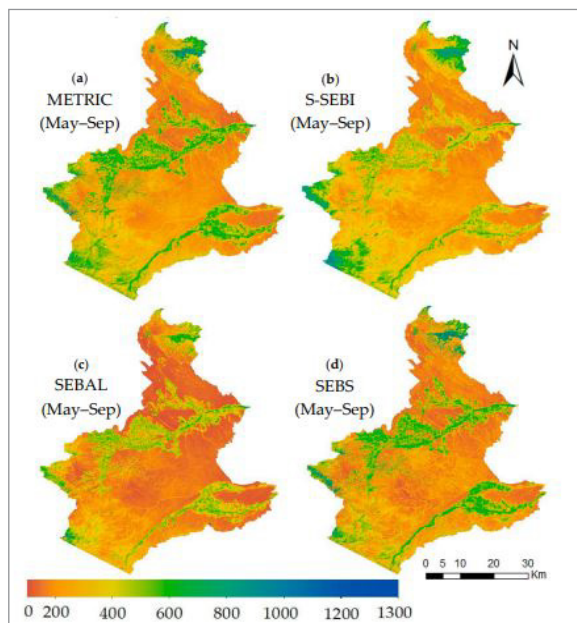 N
(a)
METRIC
(May–Sep)
(b)
S-SEBI
(May–Sep)
(c)
SEBAL
(May–Sep)
(d)
SEBS
(May–Sep)
0 5 10 20 30
Km
0 200 400 600 800 1000 1200 1300